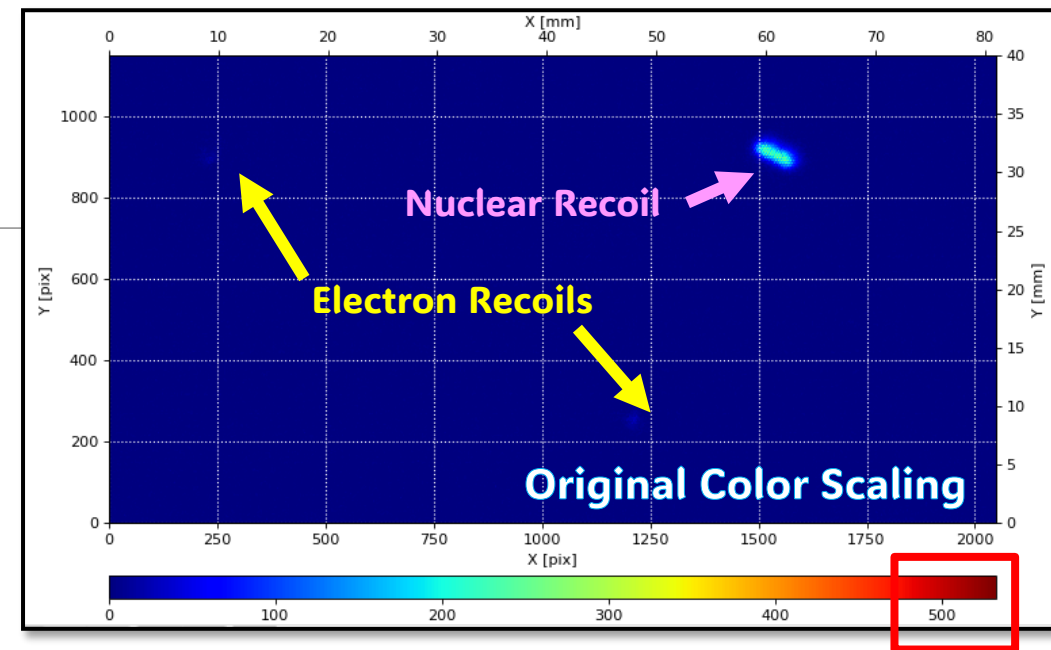 X [mm]
0 10 20 30 40 50 60 70 80
1000
800
600
400
200
0
Y [pix]
40
35
30
25
20
15
10
5
0
Y [mm]
Nuclear Recoil
Electron Recoils
Original Color Scaling
0 250 500 750 1000 1250 1500 1750 2000
X [pix]
0 100 200 300 400 500